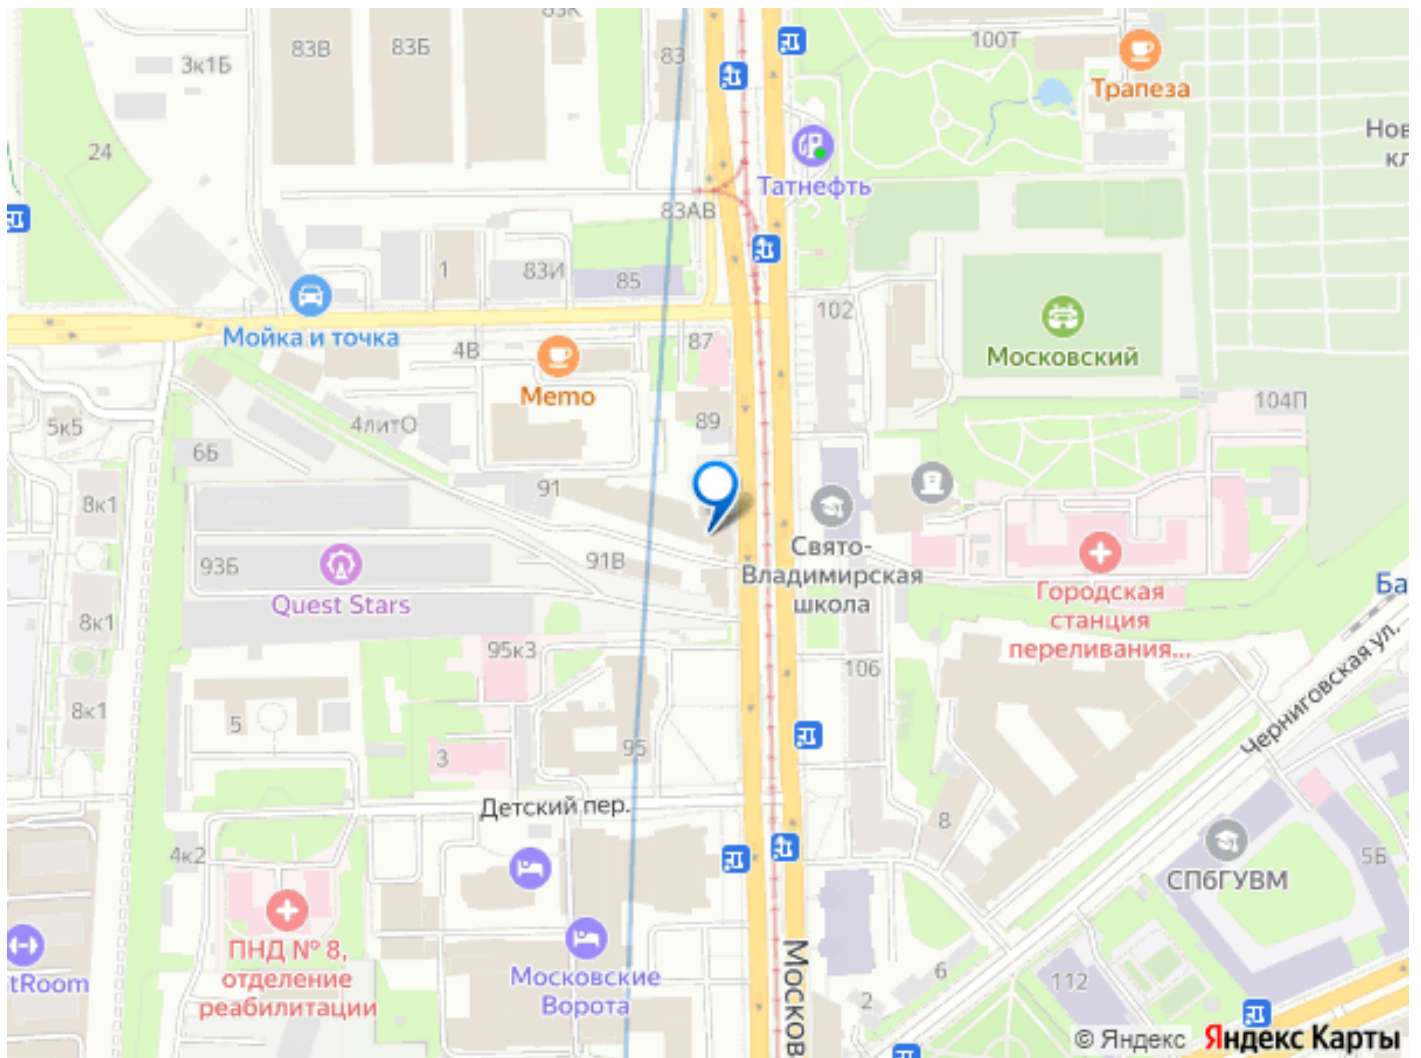 83К
83В
83Б
83
100Т
3к1Б
Трапеза
24
Нов
кл
Татнефть
83АВ
1
83И
85
102
Мойка и точка
4В
87
Московский
Memo
104П
5к5
4литО
89
6Б
91
8к1
93Б
91В
Свято-
Владимирская
школа
Ба
Quest Stars
Городская
станция
переливания...
8к1
95к3
106
Черниговская ул.
8к1
5
95
3
Детский пер.
8
4к2
5Б
СПбГУВМ
ПНД № 8,
отделение
реабилитации
Московские
Ворота
Москов
tRoom
6
112
2
© Яндекс Яндекс Карты